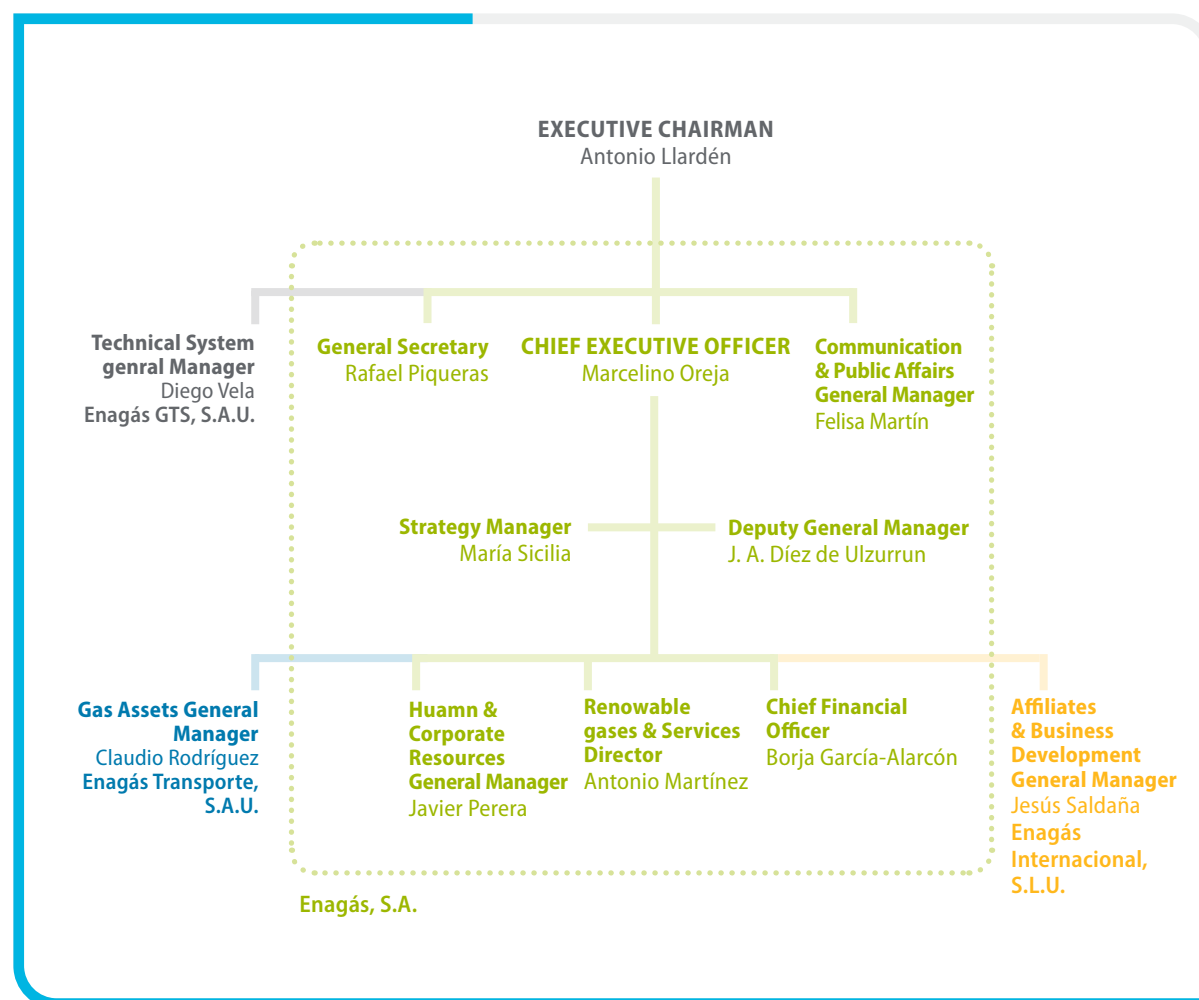 EXECUTIVE CHAIRMAN
Antonio Llardén
Technical System
genral Manager
Diego Vela
Enagás GTS, S.A.U.
General Secretary
Rafael Piqueras
CHIEF EXECUTIVE OFFICER
Marcelino Oreja
Communication
& Public Affairs
General Manager
Felisa Martín
Strategy Manager
María Sicilia
Deputy General Manager
J. A. Díez de Ulzurrun
Gas Assets General
Manager
Claudio Rodríguez
Enagás Transporte,
S.A.U.
Huamn &
Corporate
Resources
General Manager
Javier Perera
Renowable
gases & Services
Director
Antonio Martínez
Chief Financial
Officer
Borja García-Alarcón
Affiliates
& Business
Development
General Manager
Jesús Saldaña
Enagás
Internacional,
S.L.U.
Enagás, S.A.